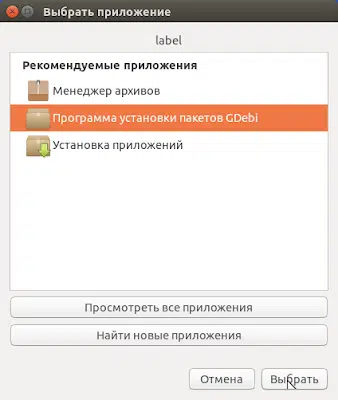 Выбрать приложение
label
Рекомендуемые приложения
Менеджер архивов
Программа установки пакетов GDebi
Установка приложений
Просмотреть все приложения
Найти новые приложения
Отмена Выбрать